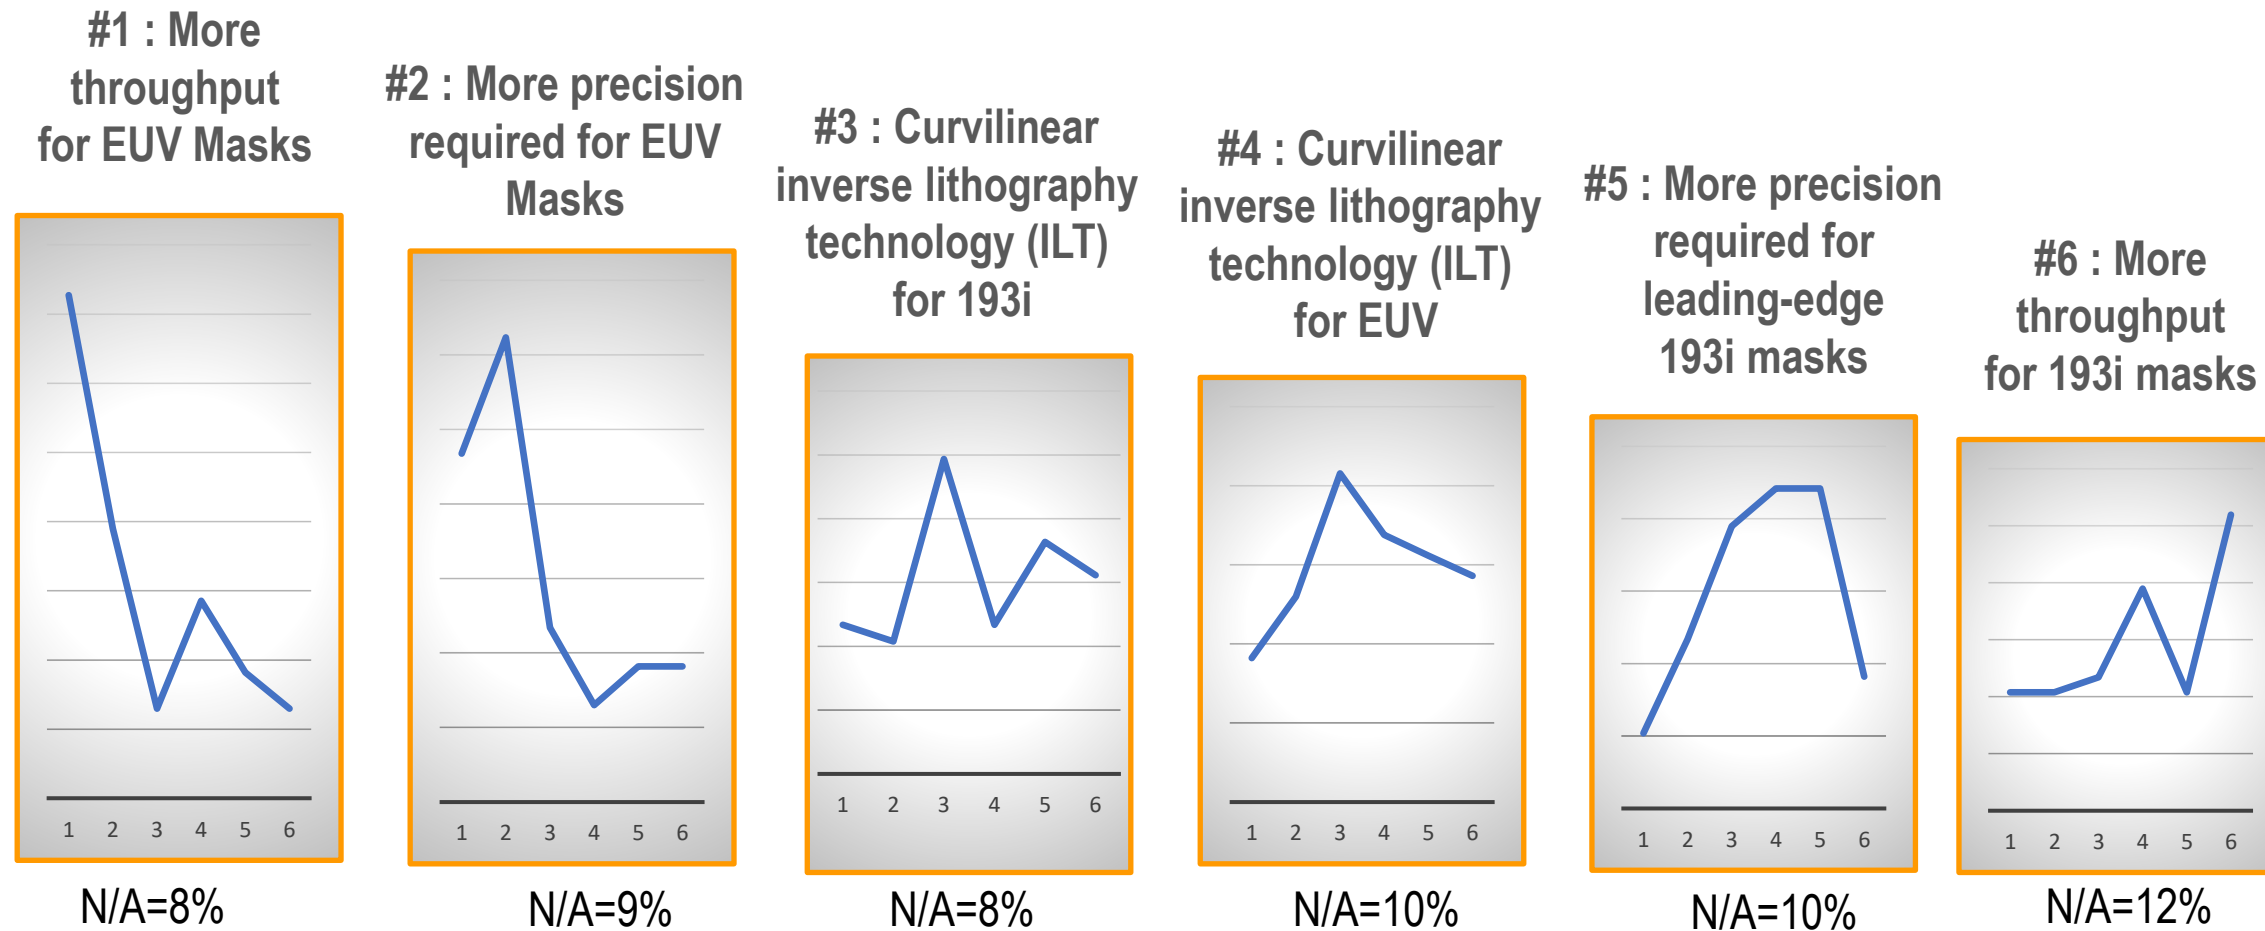 #1 : More
throughput
for EUV Masks
1 2 3 4 5 6
N/A=8%
#2 : More precision
required for EUV
Masks
1 2 3 4 5 6
N/A=9%
#3 : Curvilinear
inverse lithography
technology (ILT)
for 193i
1 2 3 4 5 6
N/A=8%
#4 : Curvilinear
inverse lithography
technology (ILT)
for EUV
1 2 3 4 5 6
N/A=10%
#5 : More precision
required for
leading-edge
193i masks
1 2 3 4 5 6
N/A=10%
#6 : More
throughput
for 193i masks
1 2 3 4 5 6
N/A=12%